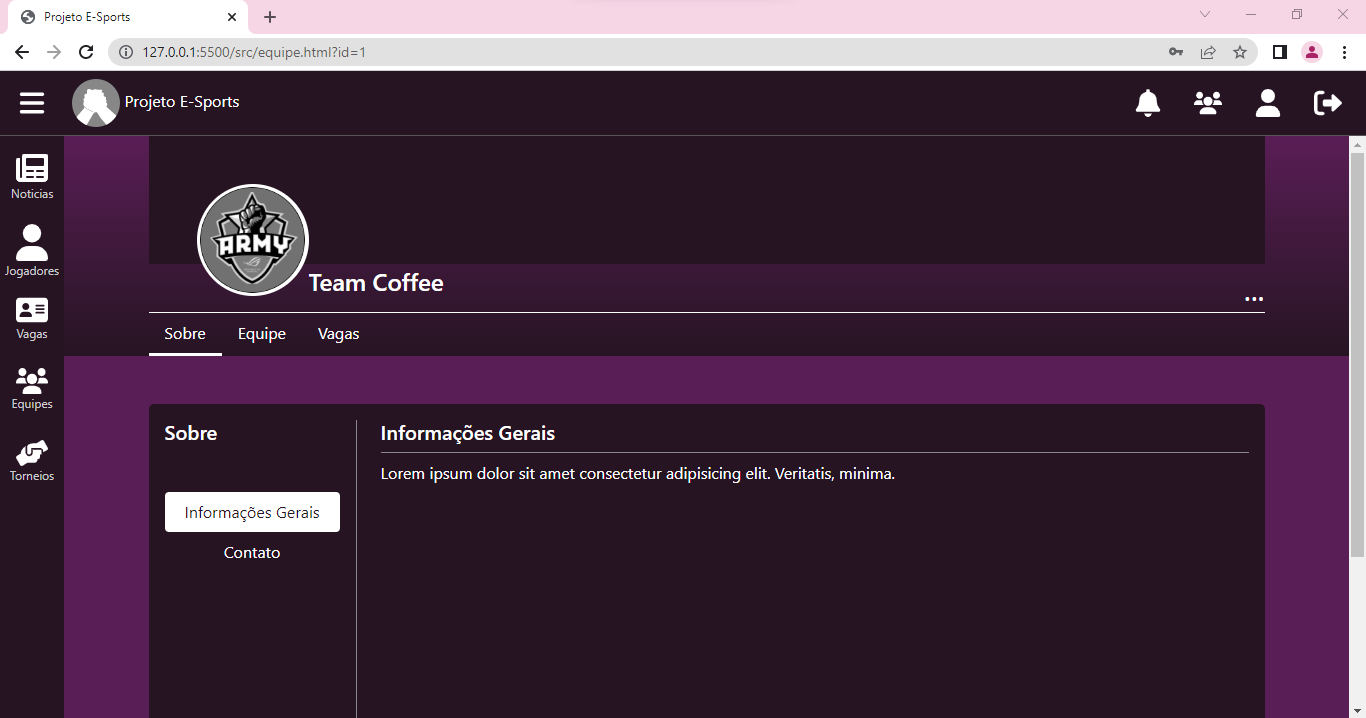 Projeto E-Sports
127.0.0.1:5500/src/equipe.html?id=1
Projeto E-Sports
Noticias
Jogadores
Vagas
Equipes
Torneios
ARMY
Team Coffee
Sobre Equipe Vagas
Sobre
Informações Gerais
Contato
Informações Gerais
Lorem ipsum dolor sit amet consectetur adipisicing elit. Veritatis, minima.